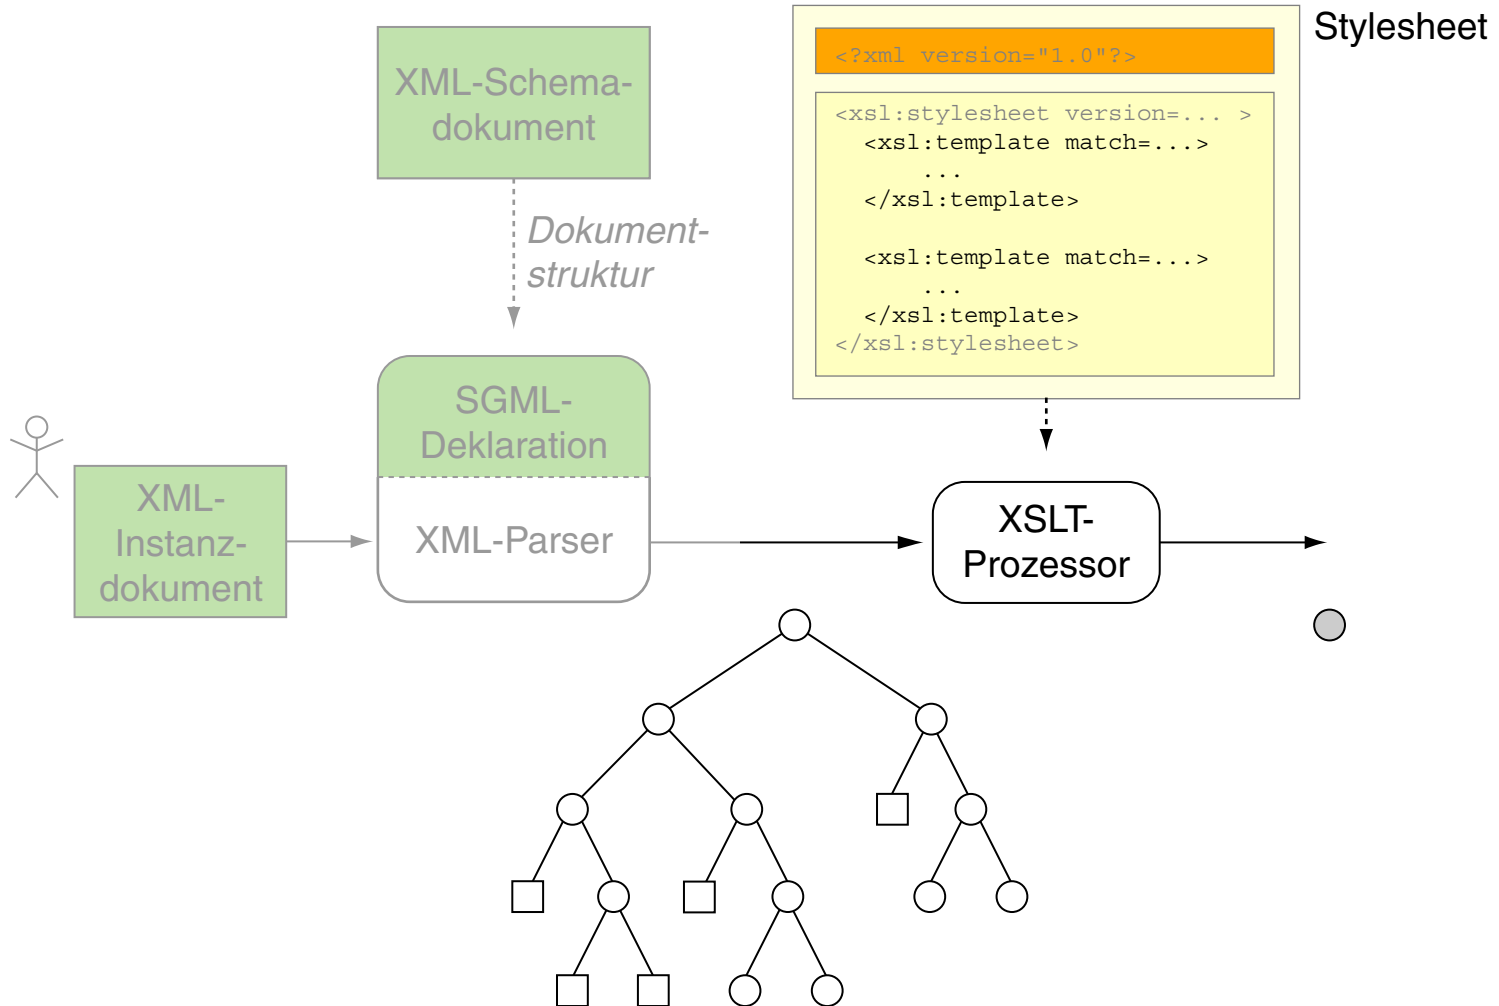 Stylesheet
<?xml version="1.0"?>
<xsl:stylesheet version=... >
<xsl:template match=...>
...
</xsl:template>
<xsl:template match=...>
...
</xsl:template>
</xsl:stylesheet>
XML-Schema-
dokument
Dokument-
struktur
SGML-
Deklaration
XML-Parser
XML-
Instanz-
dokument
XSLT-
Prozessor